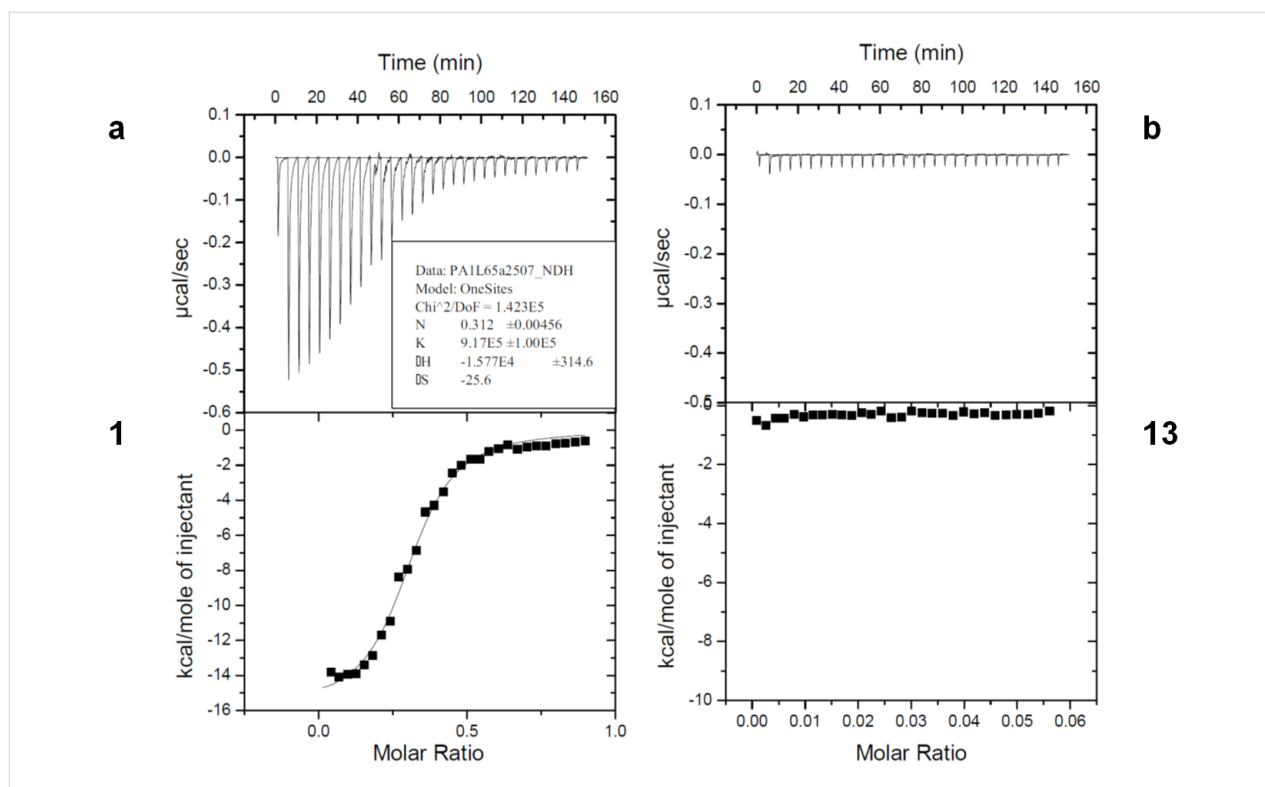 a
Time (min)
0 20 40 60 80 100 120 140 160
0.1
0.0
-0.1
-0.2
-0.3
-0.4
-0.5
-0.6
µcal/sec
Data: PA1L65a2507_NDH
Model: OneSites
Chi^2/DoF = 1.423E5
N 0.312 ±0.00456
K 9.17E5 ±1.00E5
▯H -1.577E4 ±314.6
▯S -25.6
1
0
-2
-4
-6
-8
-10
-12
-14
-16
kcal/mole of injectant
0.0 0.5 1.0
Molar Ratio
b
Time (min)
0 20 40 60 80 100 120 140 160
0.1
0.0
-0.1
-0.2
-0.3
-0.4
µcal/sec
13
-2
-4
-6
-8
-10
kcal/mole of injectant
0.00 0.01 0.02 0.03 0.04 0.05 0.06
Molar Ratio